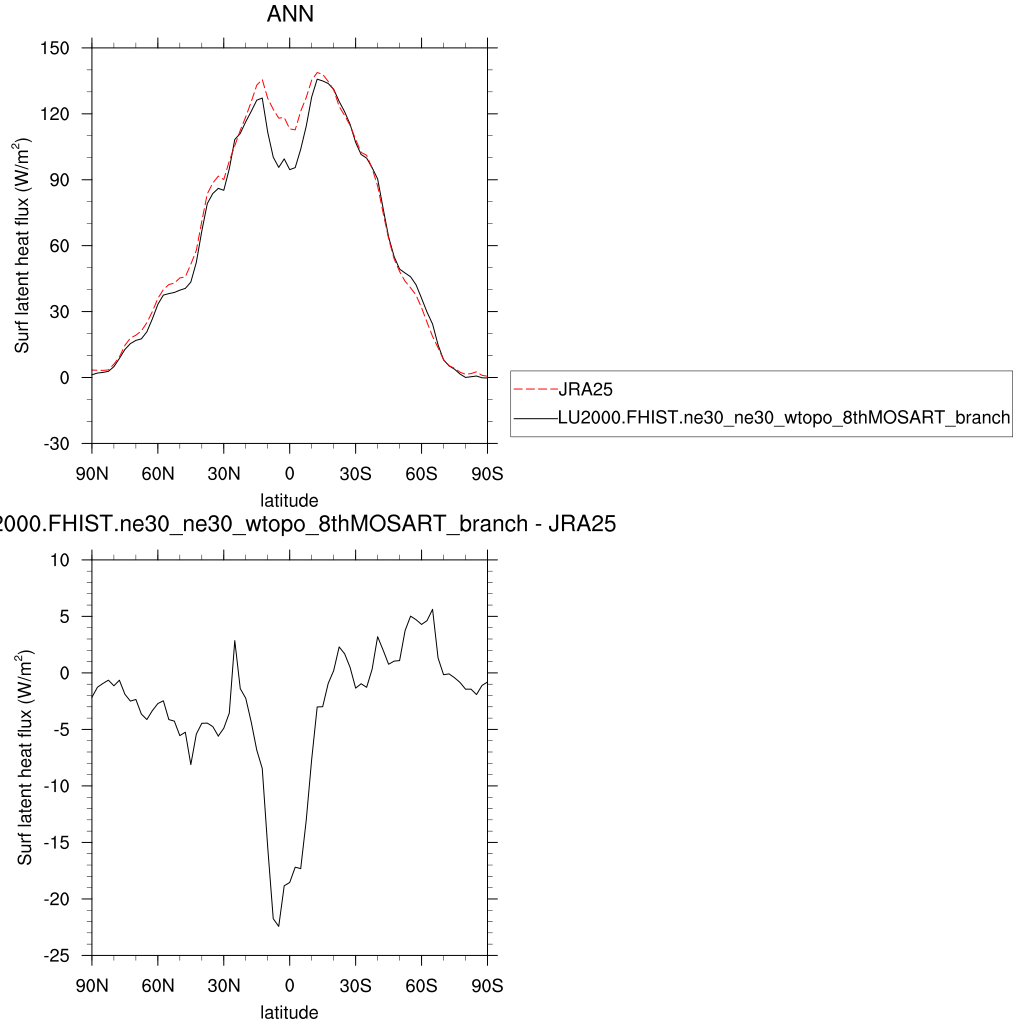 ANN
150
120
90
60
30
0
-30
Surf latent heat flux (W/m²)
90N 60N 30N 0 30S 60S 90S
latitude
JRA25
LU2000.FHIST.ne30_ne30_wtopo_8thMOSART_branch
2000.FHIST.ne30_ne30_wtopo_8thMOSART_branch - JRA25
10
5
0
-5
-10
-15
-20
-25
Surf latent heat flux (W/m²)
90N 60N 30N 0 30S 60S 90S
latitude